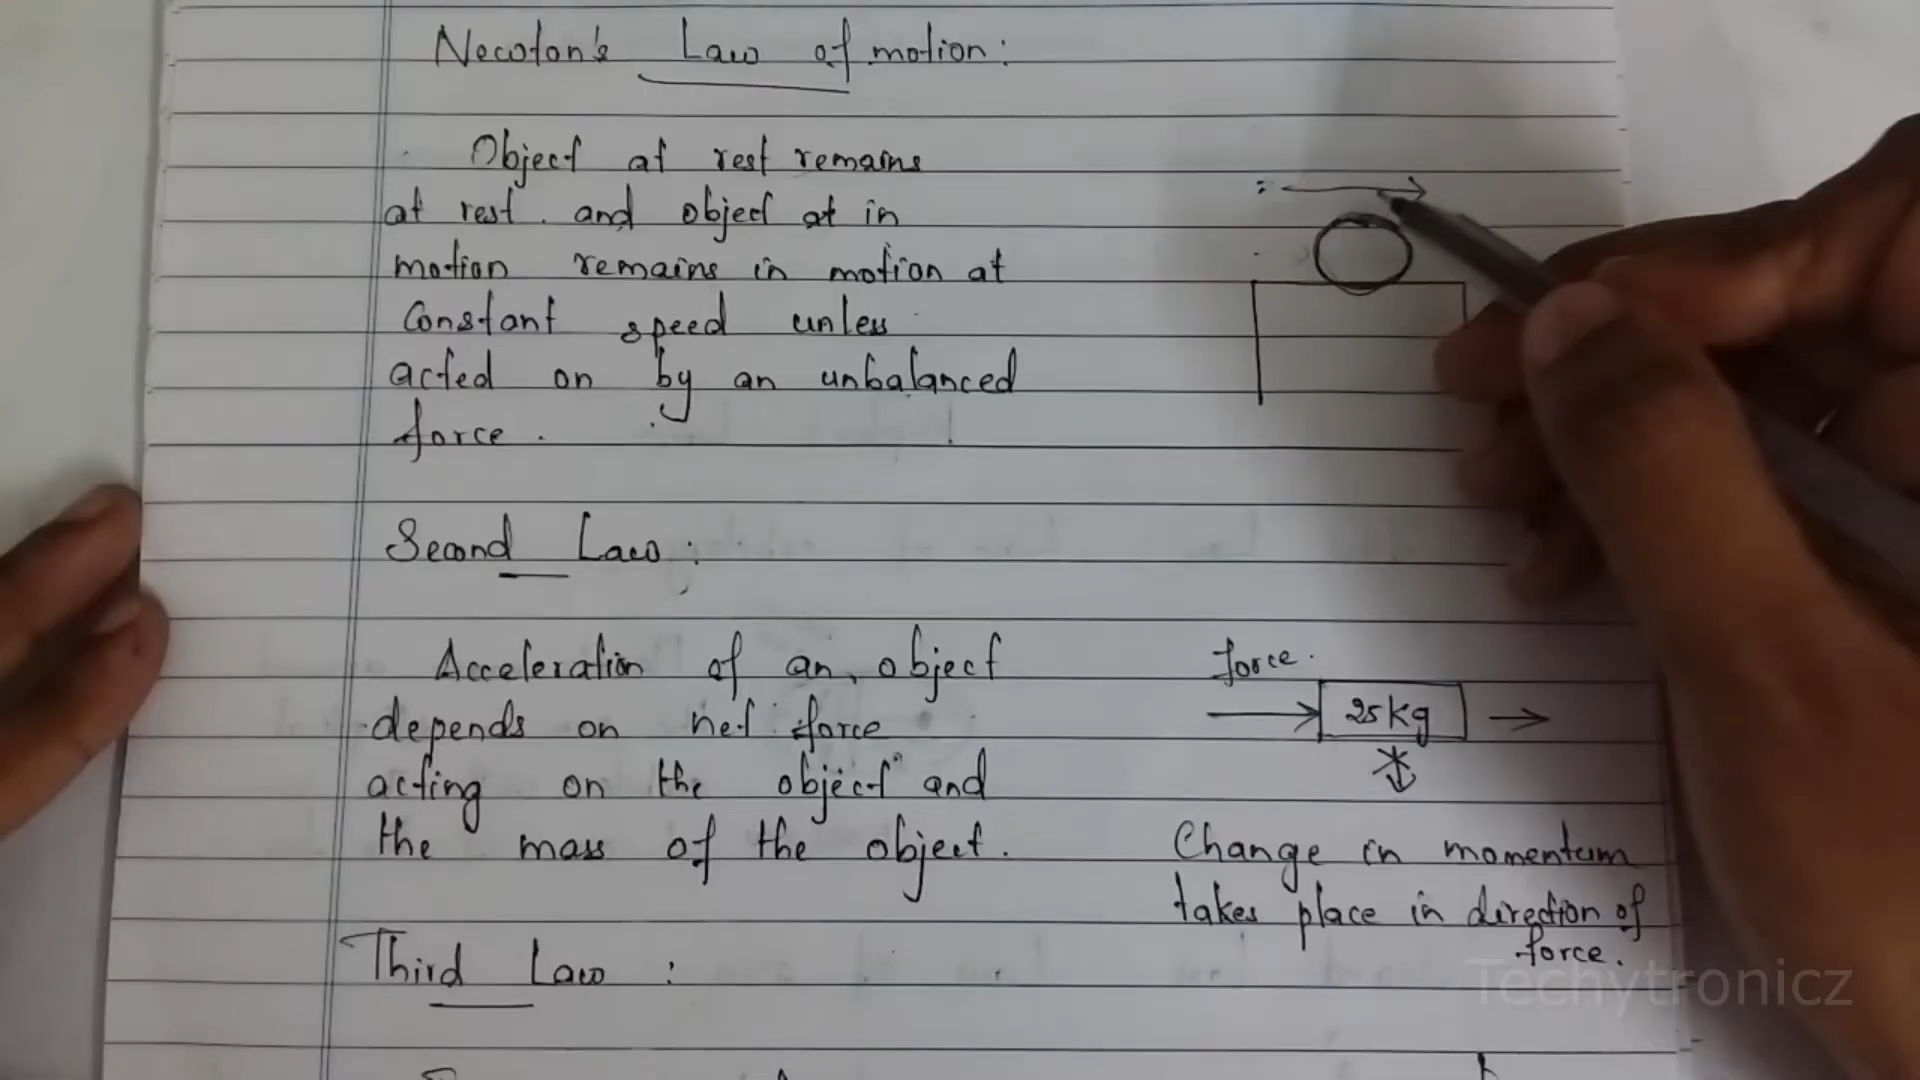 Newton's Law of motion:
Object at rest remains
at rest. and object at in
motion remains in motion at
Constant speed unless
acted on by an unbalanced
force.
Second Law:
Acceleration of an object
depends on net force
acting on the object and
the mass of the object.
force.
25kg
Change in momentum
takes place in direction of
force.
Third Law :
Techytronicz